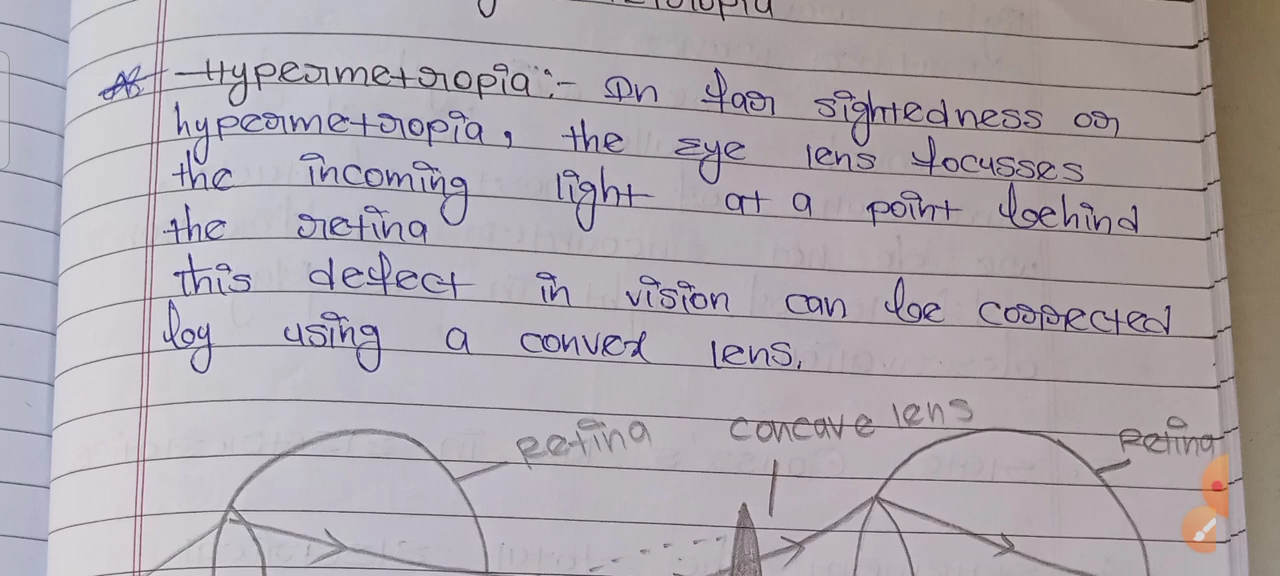 Hypermetropia:- In far sightedness or
hypermetropia, the eye lens focusses
the incoming light at a point behind
the retina
this defect in vision can be corrected
by using a convex lens.
concave lens
Retina
Retina